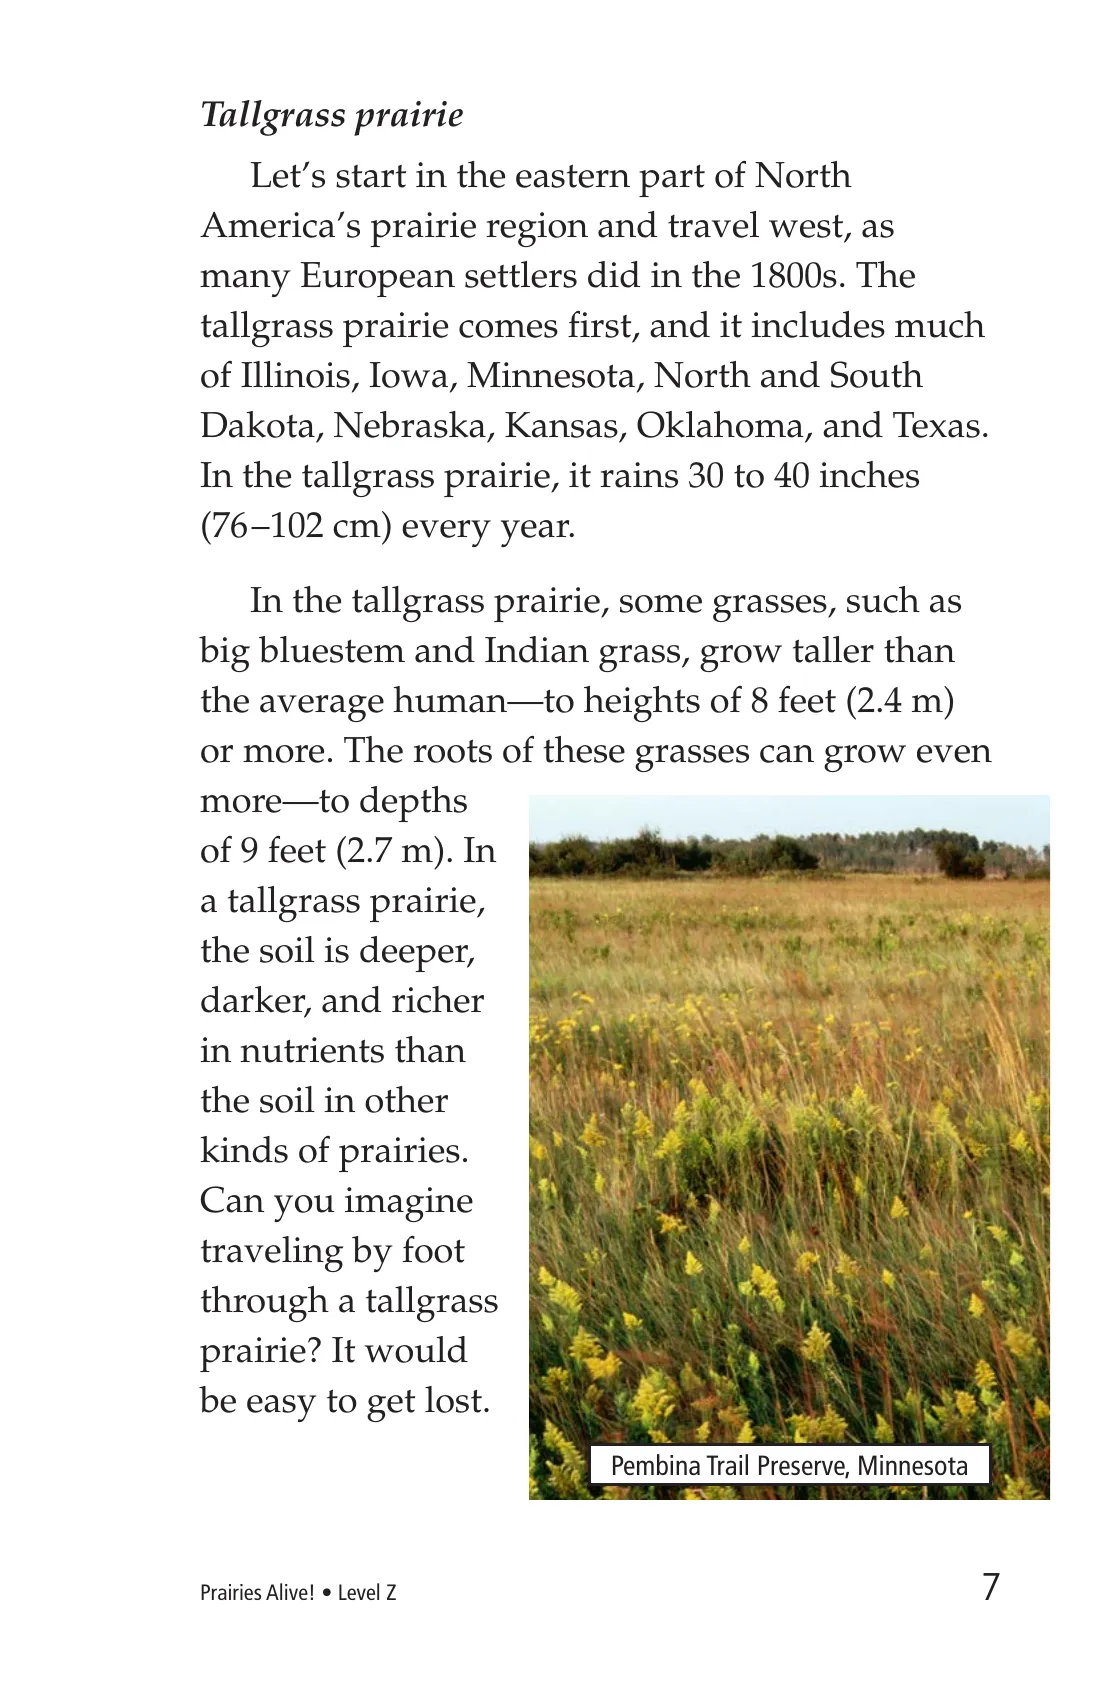 Tallgrass prairie
Let’s start in the eastern part of North
America’s prairie region and travel west, as
many European settlers did in the 1800s. The
tallgrass prairie comes first, and it includes much
of Illinois, Iowa, Minnesota, North and South
Dakota, Nebraska, Kansas, Oklahoma, and Texas.
In the tallgrass prairie, it rains 30 to 40 inches
(76–102 cm) every year.
In the tallgrass prairie, some grasses, such as
big bluestem and Indian grass, grow taller than
the average human—to heights of 8 feet (2.4 m)
or more. The roots of these grasses can grow even
more—to depths
of 9 feet (2.7 m). In
a tallgrass prairie,
the soil is deeper,
darker, and richer
in nutrients than
the soil in other
kinds of prairies.
Can you imagine
traveling by foot
through a tallgrass
prairie? It would
be easy to get lost.
Pembina Trail Preserve, Minnesota
Prairies Alive! • Level Z
7